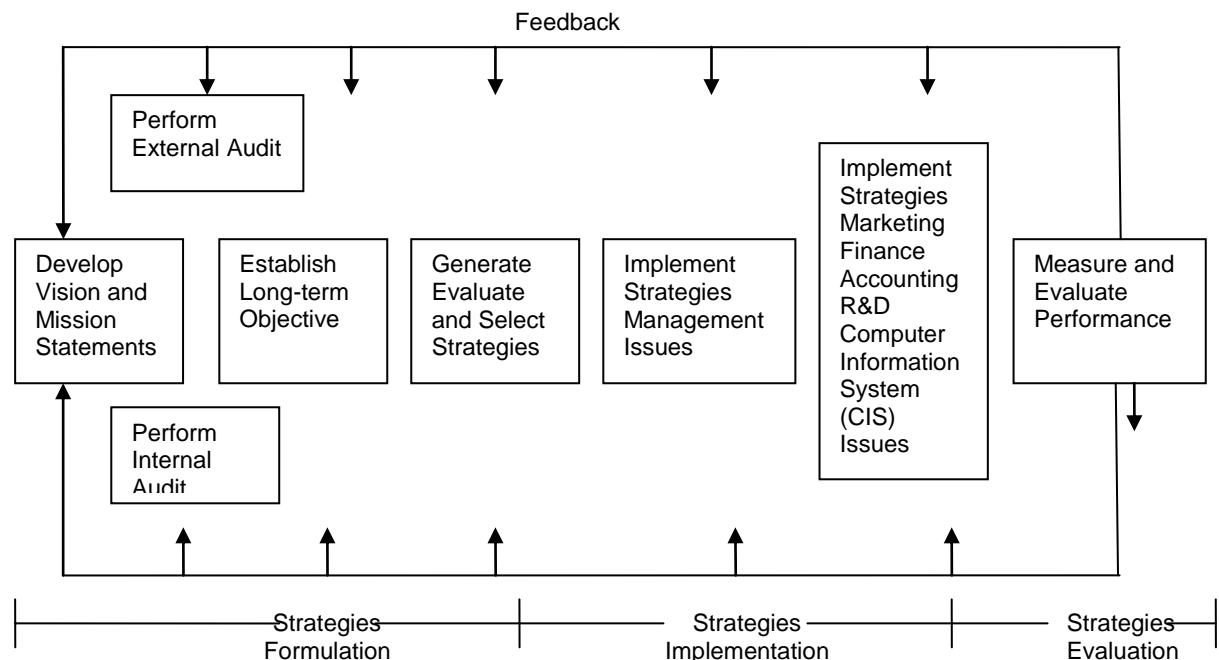 Feedback
Perform
External Audit
Develop
Vision and
Mission
Statements
Establish
Long-term
Objective
Generate
Evaluate
and Select
Strategies
Implement
Strategies
Management
Issues
Implement
Strategies
Marketing
Finance
Accounting
R&D
Computer
Information
System
(CIS)
Issues
Measure and
Evaluate
Performance
Perform
Internal
Audit
Strategies
Formulation
Strategies
Implementation
Strategies
Evaluation